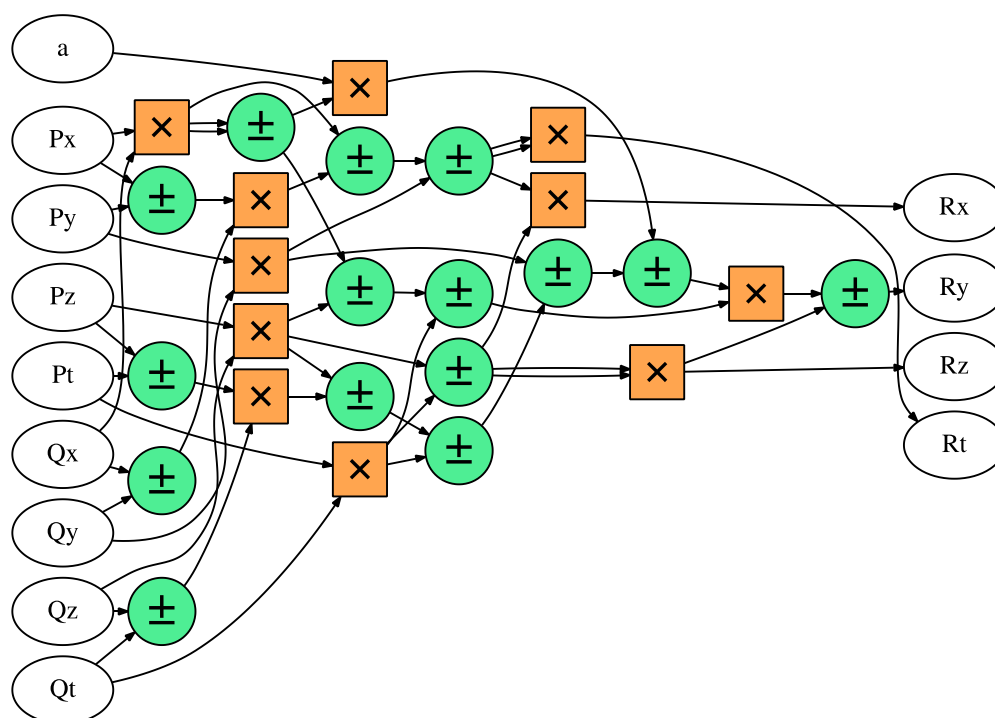 a
Px
Py
Pz
Pt
Qx
Qy
Qz
Qt
×
±
±
±
±
±
×
×
×
×
×
±
±
±
×
±
±
±
±
×
×
±
±
×
×
±
Rx
Ry
Rz
Rt